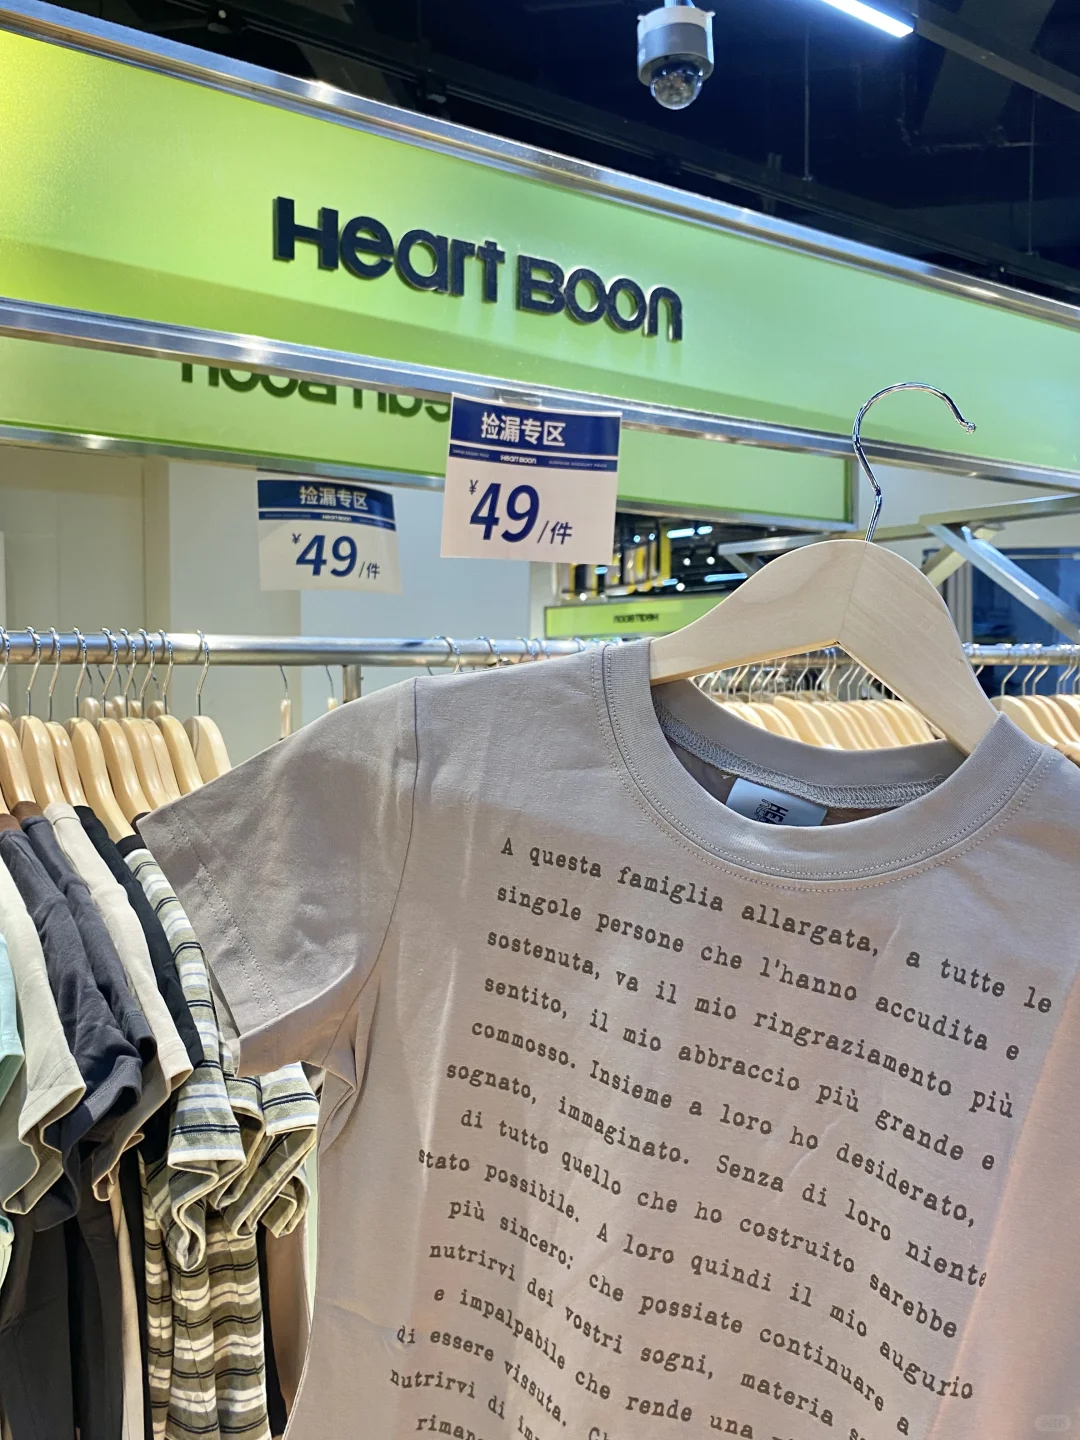 Heart Boon
捡漏专区
Heart Boon
¥49/件
捡漏专区
Heart Boon
¥49/件
A questa famiglia allargata, a tutte le
singole persone che l'hanno accudita e
sostenuta, va il mio ringraziamento più
sentito, il mio abbraccio più grande e
commosso. Insieme a loro ho desiderato,
sognato, immaginato. Senza di loro niente
di tutto quello che ho costruito sarebbe
stato possibile. A loro quindi il mio augurio
più sincero: che possiate continuare a
nutrirvi dei vostri sogni, materia
e impalpabile che rende una
di essere vissuta.
nutrirvi di